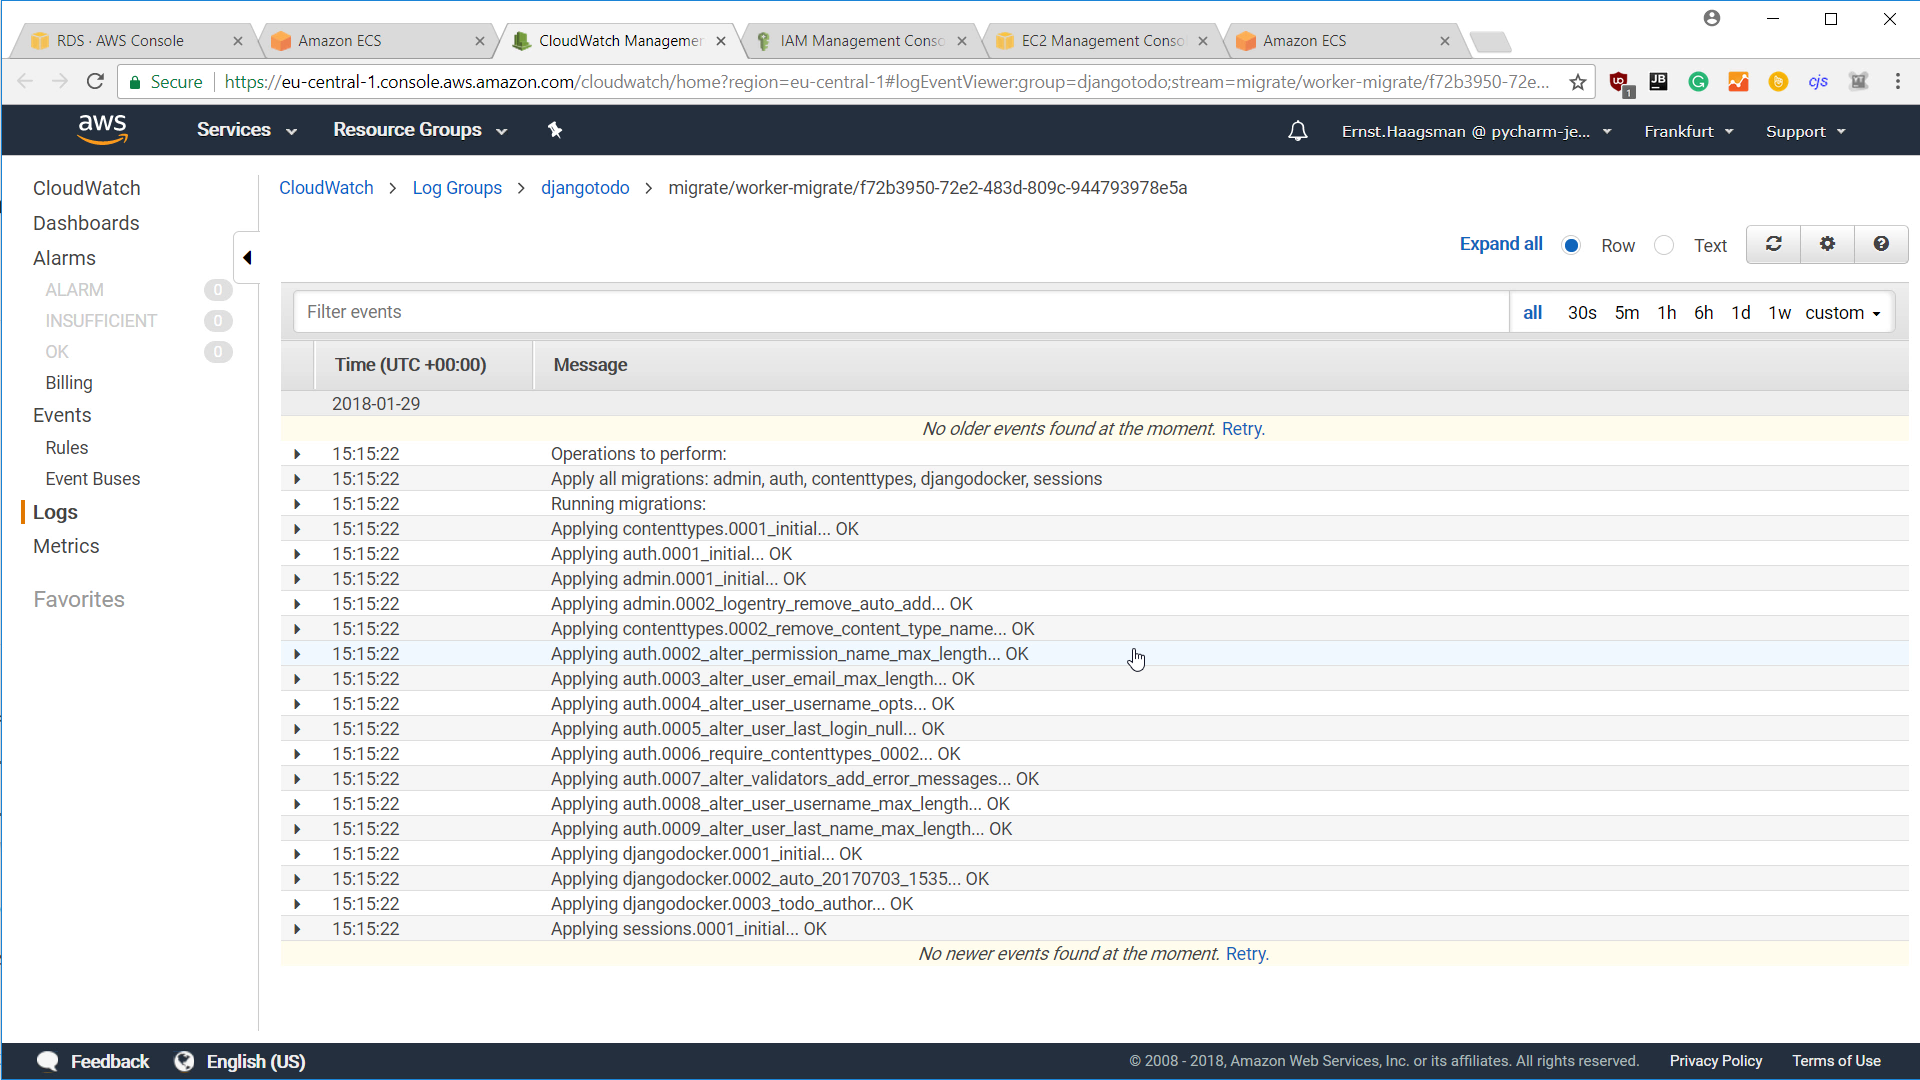 RDS · AWS Console
Amazon ECS
CloudWatch Managemen
IAM Management Conso
EC2 Management Conso
Amazon ECS
Secure
https://eu-central-1.console.aws.amazon.com/cloudwatch/home?region=eu-central-1#logEventViewer:group=djangotodo;stream=migrate/worker-migrate/f72b3950-72e...
1
JB
cjs
aws
Services
Resource Groups
Ernst.Haagsman @ pycharm-je...
Frankfurt
Support
CloudWatch
Dashboards
Alarms
ALARM 0
INSUFFICIENT 0
OK 0
Billing
Events
Rules
Event Buses
Logs
Metrics
Favorites
CloudWatch > Log Groups > djangotodo > migrate/worker-migrate/f72b3950-72e2-483d-809c-944793978e5a
Expand all Row Text
Filter events
all 30s 5m 1h 6h 1d 1w custom
Time (UTC +00:00) Message
2018-01-29
No older events found at the moment. Retry.
15:15:22 Operations to perform:
15:15:22 Apply all migrations: admin, auth, contenttypes, djangodocker, sessions
15:15:22 Running migrations:
15:15:22 Applying contenttypes.0001_initial... OK
15:15:22 Applying auth.0001_initial... OK
15:15:22 Applying admin.0001_initial... OK
15:15:22 Applying admin.0002_logentry_remove_auto_add... OK
15:15:22 Applying contenttypes.0002_remove_content_type_name... OK
15:15:22 Applying auth.0002_alter_permission_name_max_length... OK
15:15:22 Applying auth.0003_alter_user_email_max_length... OK
15:15:22 Applying auth.0004_alter_user_username_opts... OK
15:15:22 Applying auth.0005_alter_user_last_login_null... OK
15:15:22 Applying auth.0006_require_contenttypes_0002... OK
15:15:22 Applying auth.0007_alter_validators_add_error_messages... OK
15:15:22 Applying auth.0008_alter_user_username_max_length... OK
15:15:22 Applying auth.0009_alter_user_last_name_max_length... OK
15:15:22 Applying djangodocker.0001_initial... OK
15:15:22 Applying djangodocker.0002_auto_20170703_1535... OK
15:15:22 Applying djangodocker.0003_todo_author... OK
15:15:22 Applying sessions.0001_initial... OK
No newer events found at the moment. Retry.
Feedback
English (US)
© 2008 - 2018, Amazon Web Services, Inc. or its affiliates. All rights reserved.
Privacy Policy
Terms of Use